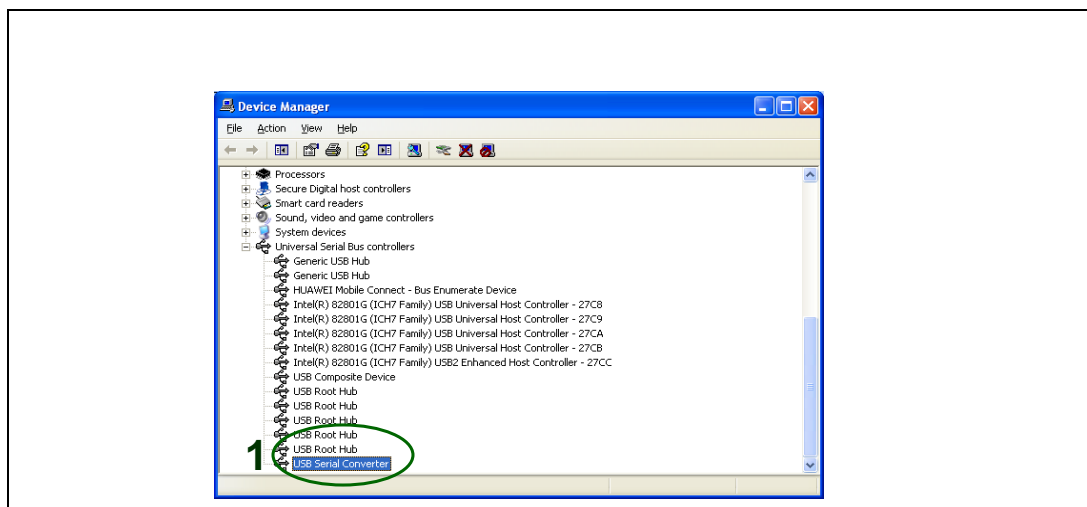 Device Manager
File Action View Help
Processors
Secure Digital host controllers
Smart card readers
Sound, video and game controllers
System devices
Universal Serial Bus controllers
Generic USB Hub
Generic USB Hub
HUAWEI Mobile Connect - Bus Enumerate Device
Intel(R) 82801G (ICH7 Family) USB Universal Host Controller - 27C8
Intel(R) 82801G (ICH7 Family) USB Universal Host Controller - 27C9
Intel(R) 82801G (ICH7 Family) USB Universal Host Controller - 27CA
Intel(R) 82801G (ICH7 Family) USB Universal Host Controller - 27CB
Intel(R) 82801G (ICH7 Family) USB2 Enhanced Host Controller - 27CC
USB Composite Device
USB Root Hub
USB Root Hub
USB Root Hub
USB Root Hub
USB Root Hub
1
USB Serial Converter